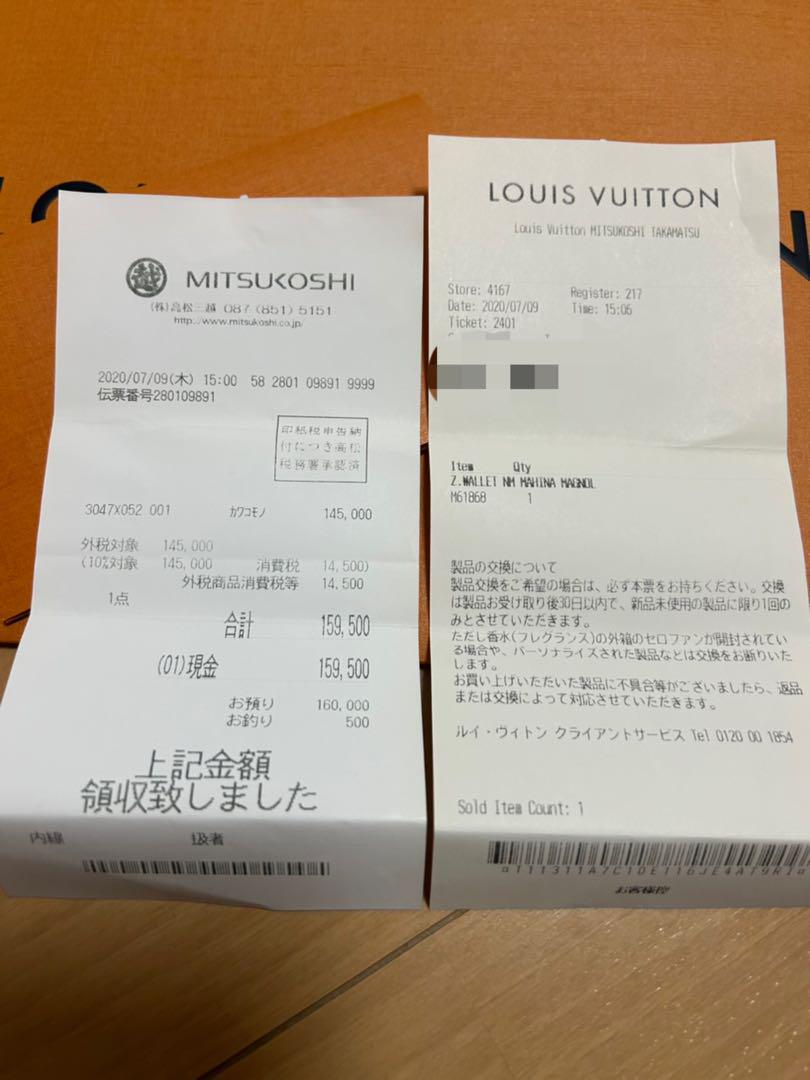 MITSUKOSHI
(株)高松三越 087 (851) 5151
http://www.mitsukoshi.co.jp/
2020/07/09(木) 15:00 58 2801 09891 9999
伝票番号280109891
印紙税申告納
付につき高松
税務署承認済
3047X052 001 カワコモノ 145,000
外税対象 145,000
(10%対象 145,000 消費税 14,500)
外税商品消費税等 14,500
1点
合計 159,500
(01)現金 159,500
お預り 160,000
お釣り 500
上記金額
領収致しました
内線 扱者
LOUIS VUITTON
Louis Vuitton MITSUKOSHI TAKAMATSU
Store: 4167 Register: 217
Date: 2020/07/09 Time: 15:05
Ticket: 2401
Item Qty
Z.WALLET NM MAHINA MAGNOL
M61868 1
製品の交換について
製品交換をご希望の場合は、必ず本票をお持ちください。交換
は製品お受け取り後30日以内で、新品未使用の製品に限り1回の
みとさせていただきます。
ただし香水(フレグランス)の外箱のセロファンが開封されてい
る場合や、パーソナライズされた製品などは交換をお断りいた
します。
お買い上げいただいた製品に不具合等がございましたら、返品
または交換によって対応させていただきます。
ルイ・ヴィトン クライアントサービス Tel 0120 00 1854
Sold Item Count: 1
お客様控